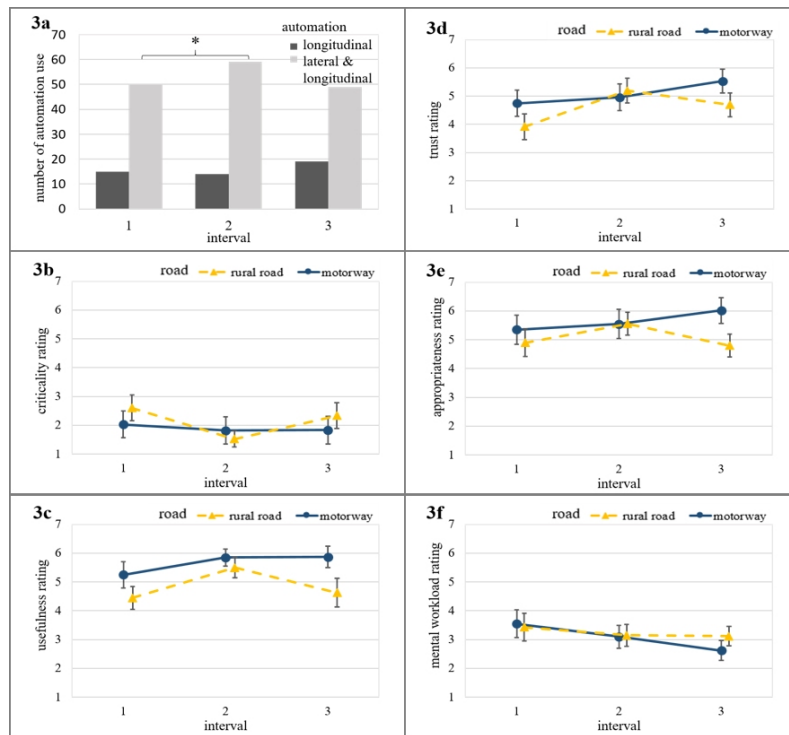 3a
automation
longitudinal
lateral &
longitudinal
*
number of automation use
70
60
50
40
30
20
10
0
1 2 3
interval
3d
road rural road motorway
trust rating
7
6
5
4
3
2
1
1 2 3
interval
3b
road rural road motorway
criticality rating
7
6
5
4
3
2
1
1 2 3
interval
3e
road rural road motorway
appropriateness rating
7
6
5
4
3
2
1
1 2 3
interval
3c
road rural road motorway
usefulness rating
7
6
5
4
3
2
1
1 2 3
interval
3f
road rural road motorway
mental workload rating
7
6
5
4
3
2
1
1 2 3
interval